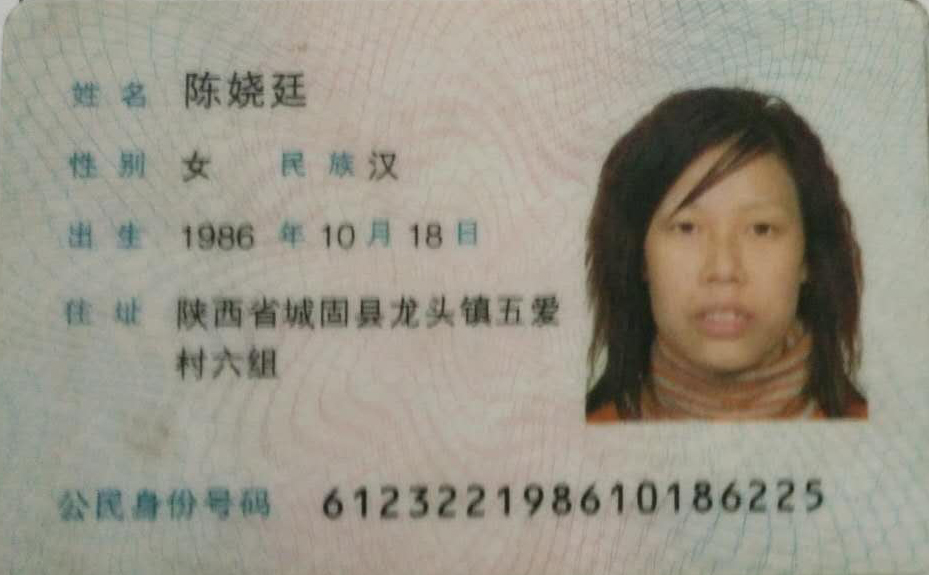 姓名 陈娆廷
性别 女 民族 汉
出生 1986 年 10 月 18 日
住址 陕西省城固县龙头镇五爱
村六组
公民身份号码 612322198610186225